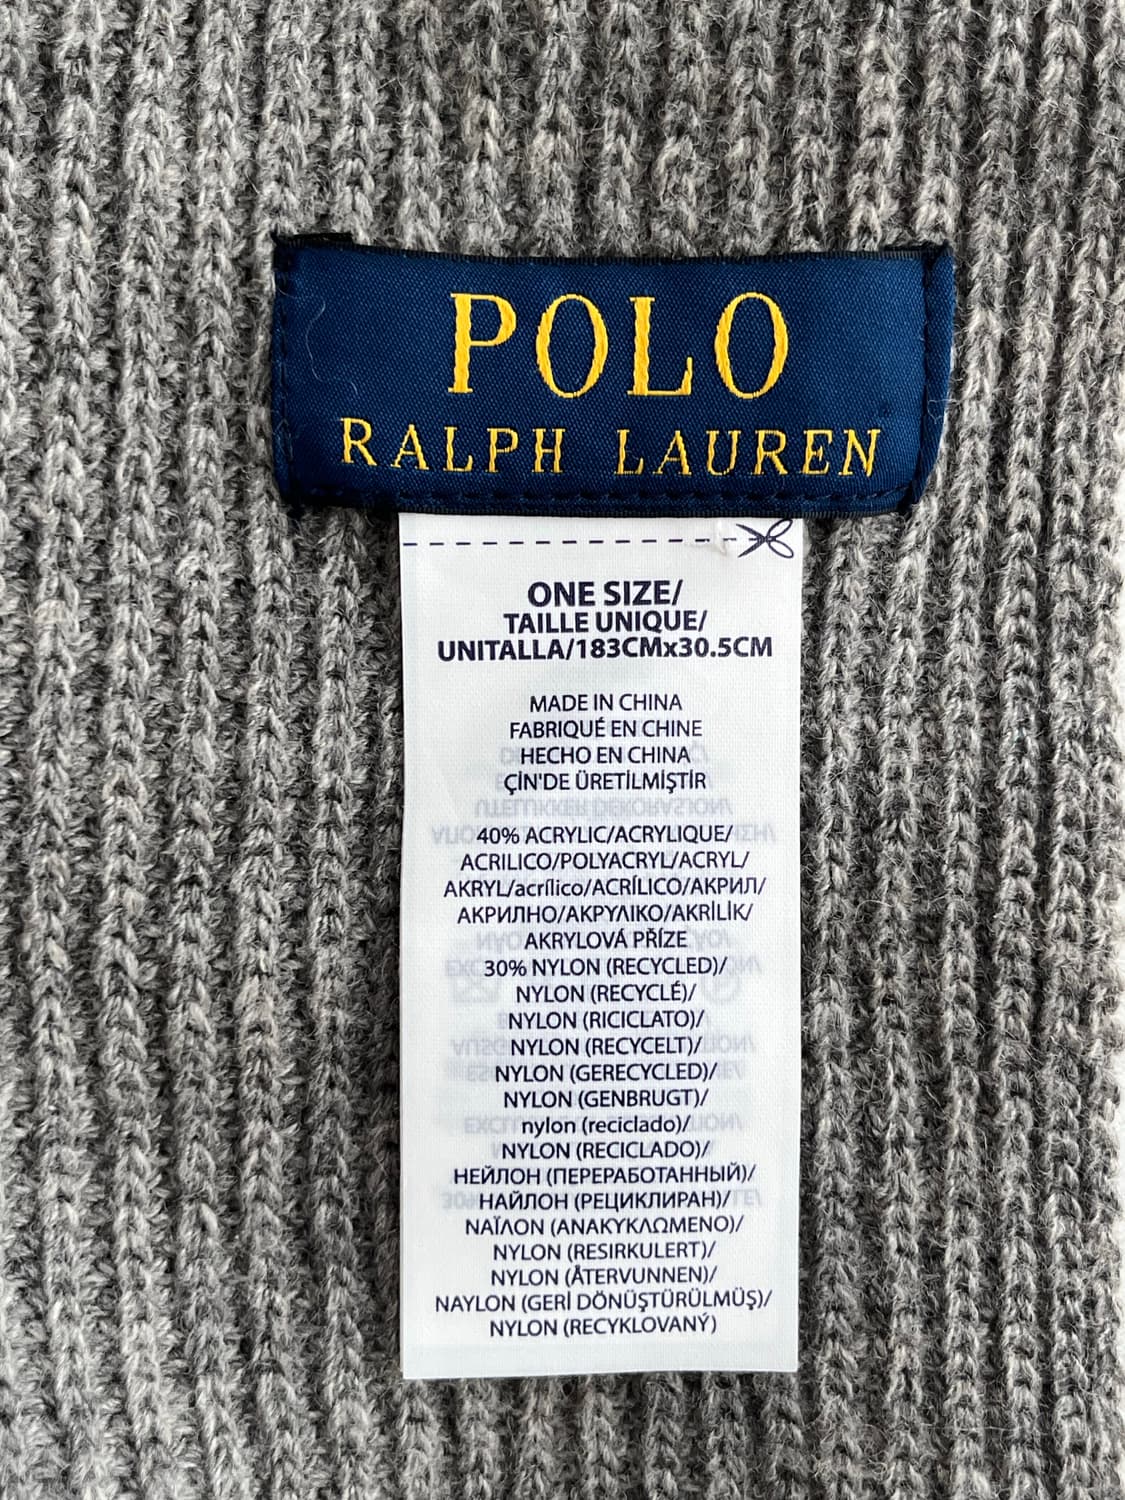 POLO
RALPH LAUREN
ONE SIZE/
TAILLE UNIQUE/
UNITALLA/183CMx30.5CM
MADE IN CHINA
FABRIQUÉ EN CHINE
HECHO EN CHINA
ÇİN'DE ÜRETİLMİŞTİR
40% ACRYLIC/ACRYLIQUE/
ACRILICO/POLYACRYL/ACRYL/
AKRYL/acrílico/ACRÍLICO/АКРИЛ/
АКРИЛНО/ΑΚΡΥΛΙΚΟ/AKRİLİK/
AKRYLOVÁ PŘÍZE
30% NYLON (RECYCLED)/
NYLON (RECYCLÉ)/
NYLON (RICICLATO)/
NYLON (RECYCELT)/
NYLON (GERECYCLED)/
NYLON (GENBRUGT)/
nylon (reciclado)/
NYLON (RECICLADO)/
НЕЙЛОН (ПЕРЕРАБОТАННЫЙ)/
НАЙЛОН (РЕЦИКЛИРАН)/
ΝΑΪΛΟΝ (ΑΝΑΚΥΚΛΩΜΕΝΟ)/
NYLON (RESIRKULERT)/
NYLON (ÅTERVUNNEN)/
NAYLON (GERİ DÖNÜŞTÜRÜLMÜŞ)/
NYLON (RECYKLOVANÝ)